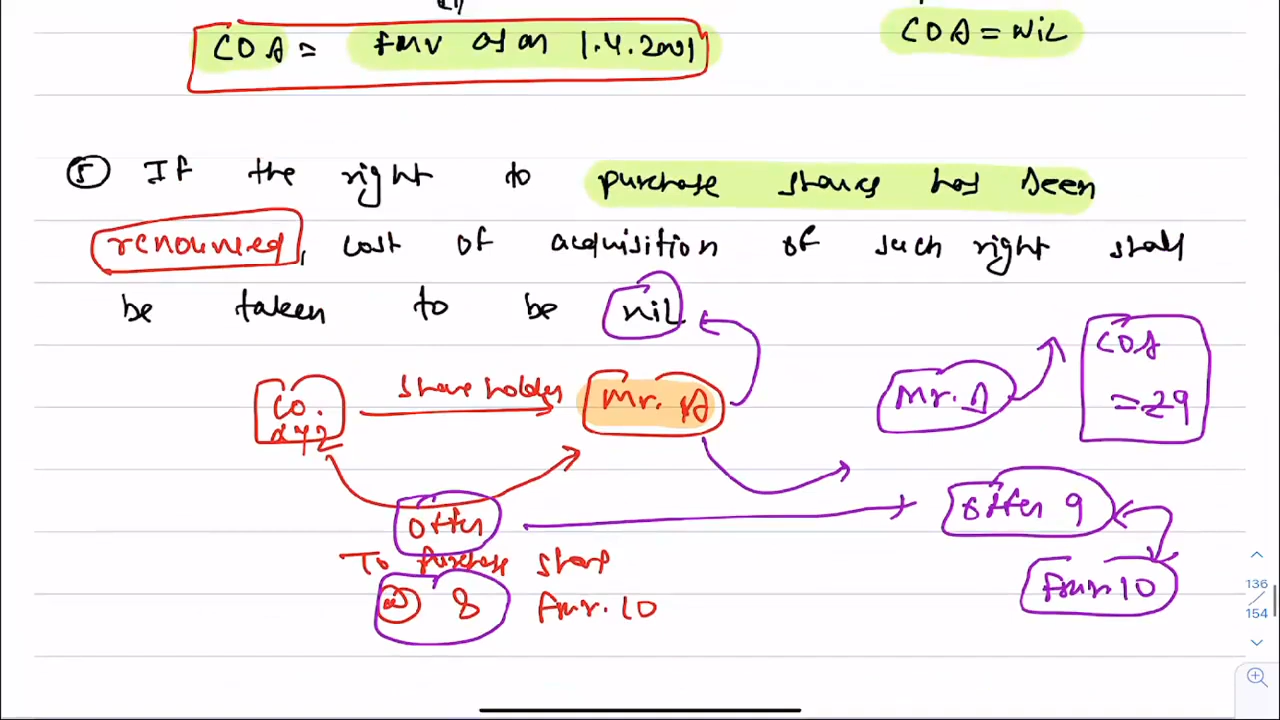 COA = FMV as on 1.4.2001
COA = NiL
⑤ If the right to purchase shares has been
renounced, cost of acquisition of such right shall
be taken to be niL
Co. xyz
Share holder
Mr. A
Mr. A
COA
= 29
Offer
Offer 9
To purchase share
@ 8 fmv. 10
fmv. 10
136
154